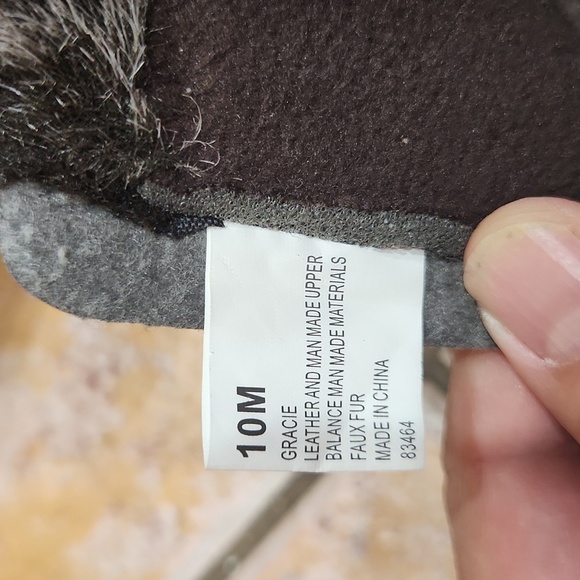 10M
GRACIE
LEATHER AND MAN MADE UPPER
BALANCE MAN MADE MATERIALS
FAUX FUR
MADE IN CHINA
83464